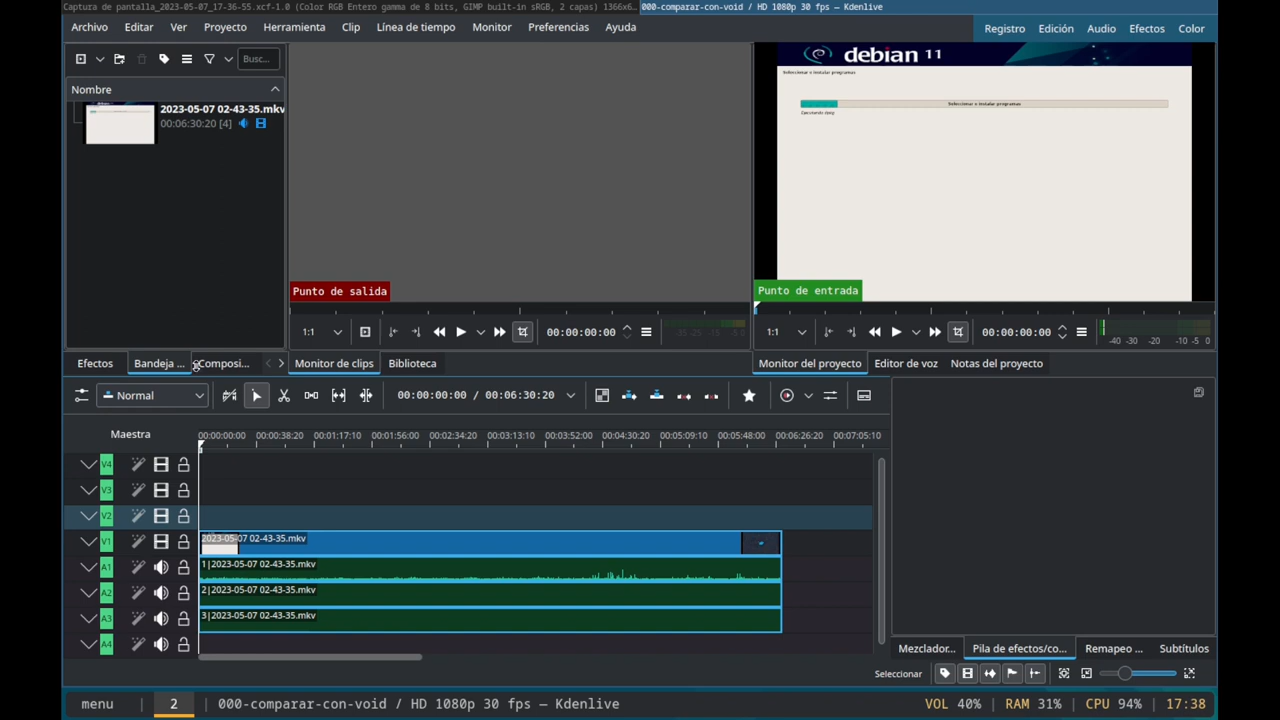 Captura de pantalla_2023-05-07_17-36-55.xcf-1.0 (Color RGB Entero gamma de 8 bits, GIMP built-in sRGB, 2 capas) 1366x6…
000-comparar-con-void / HD 1080p 30 fps — Kdenlive
Archivo Editar Ver Proyecto Herramienta Clip Línea de tiempo Monitor Preferencias Ayuda
Registro Edición Audio Efectos Color
Busc...
Nombre
2023-05-07 02-43-35.mkv
00:06:30:20 [4]
debian 11
Seleccionar e instalar programas
Seleccionar e instalar programas
Ejecutando dpkg
Punto de salida
Punto de entrada
1:1 00:00:00:00 -35 -25 -15 -5 0
1:1 00:00:00:00 -40 -30 -20 -10 -5 0
Efectos Bandeja ... Composi...
Monitor de clips Biblioteca
Monitor del proyecto Editor de voz Notas del proyecto
Normal 00:00:00:00 / 00:06:30:20
Maestra
00:00:00:00 00:00:38:20 00:01:17:10 00:01:56:00 00:02:34:20 00:03:13:10 00:03:52:00 00:04:30:20 00:05:09:10 00:05:48:00 00:06:26:20 00:07:05:10
V4
V3
V2
V1 2023-05-07 02-43-35.mkv
A1 1|2023-05-07 02-43-35.mkv
A2 2|2023-05-07 02-43-35.mkv
A3 3|2023-05-07 02-43-35.mkv
A4
Mezclador... Pila de efectos/co... Remapeo ... Subtítulos
Seleccionar
menu 2 000-comparar-con-void / HD 1080p 30 fps — Kdenlive VOL 40% RAM 31% CPU 94% 17:38